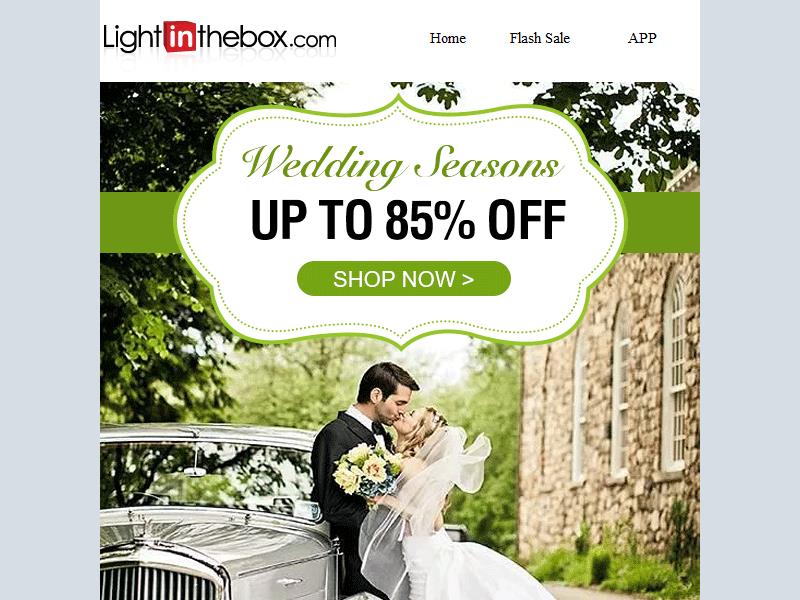 Lightinthebox.com
Home Flash Sale APP
Wedding Seasons
UP TO 85% OFF
SHOP NOW >